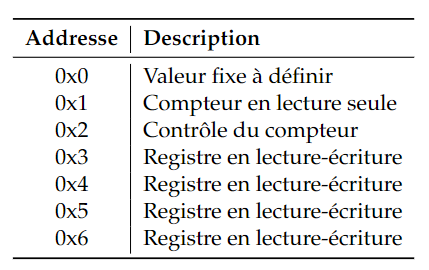 Addresse Description
0x0 Valeur fixe à définir
0x1 Compteur en lecture seule
0x2 Contrôle du compteur
0x3 Registre en lecture-écriture
0x4 Registre en lecture-écriture
0x5 Registre en lecture-écriture
0x6 Registre en lecture-écriture